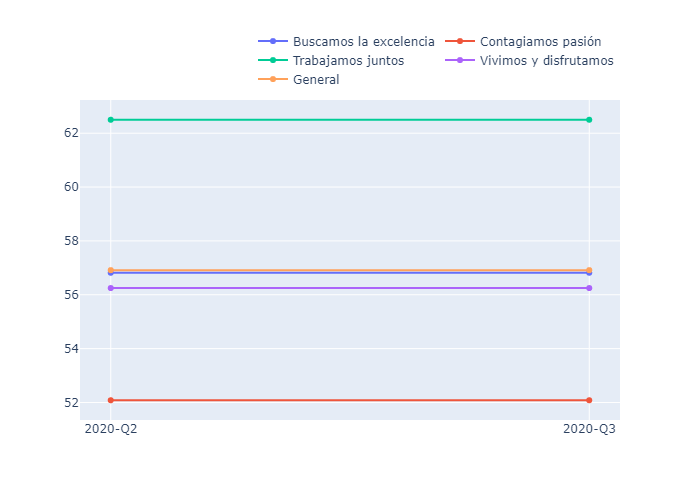 Buscamos la excelencia Contagiamos pasión
Trabajamos juntos Vivimos y disfrutamos
General
62
60
58
56
54
52
2020-Q2 2020-Q3